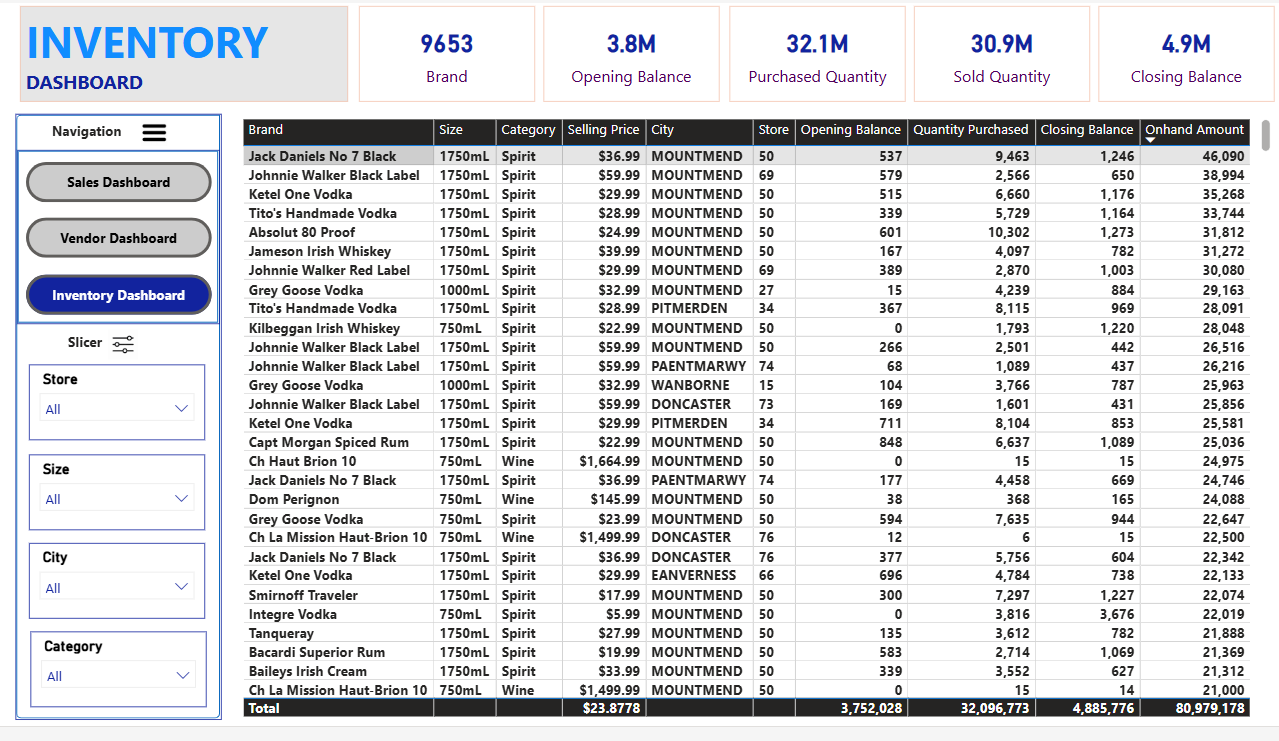 INVENTORY
DASHBOARD
9653
Brand
3.8M
Opening Balance
32.1M
Purchased Quantity
30.9M
Sold Quantity
4.9M
Closing Balance
Navigation
Sales Dashboard
Vendor Dashboard
Inventory Dashboard
Slicer
Store
All
Size
All
City
All
Category
All
Brand Size Category Selling Price City Store Opening Balance Quantity Purchased Closing Balance Onhand Amount
Jack Daniels No 7 Black 1750mL Spirit $36.99 MOUNTMEND 50 537 9,463 1,246 46,090
Johnnie Walker Black Label 1750mL Spirit $59.99 MOUNTMEND 69 579 2,566 650 38,994
Ketel One Vodka 1750mL Spirit $29.99 MOUNTMEND 50 515 6,660 1,176 35,268
Tito's Handmade Vodka 1750mL Spirit $28.99 MOUNTMEND 50 339 5,729 1,164 33,744
Absolut 80 Proof 1750mL Spirit $24.99 MOUNTMEND 50 601 10,302 1,273 31,812
Jameson Irish Whiskey 1750mL Spirit $39.99 MOUNTMEND 50 167 4,097 782 31,272
Johnnie Walker Red Label 1750mL Spirit $29.99 MOUNTMEND 69 389 2,870 1,003 30,080
Grey Goose Vodka 1000mL Spirit $32.99 MOUNTMEND 27 15 4,239 884 29,163
Tito's Handmade Vodka 1750mL Spirit $28.99 PITMERDEN 34 367 8,115 969 28,091
Kilbeggan Irish Whiskey 750mL Spirit $22.99 MOUNTMEND 50 0 1,793 1,220 28,048
Johnnie Walker Black Label 1750mL Spirit $59.99 MOUNTMEND 50 266 2,501 442 26,516
Johnnie Walker Black Label 1750mL Spirit $59.99 PAENTMARWY 74 68 1,089 437 26,216
Grey Goose Vodka 1000mL Spirit $32.99 WANBORNE 15 104 3,766 787 25,963
Johnnie Walker Black Label 1750mL Spirit $59.99 DONCASTER 73 169 1,601 431 25,856
Ketel One Vodka 1750mL Spirit $29.99 PITMERDEN 34 711 8,104 853 25,581
Capt Morgan Spiced Rum 1750mL Spirit $22.99 MOUNTMEND 50 848 6,637 1,089 25,036
Ch Haut Brion 10 750mL Wine $1,664.99 MOUNTMEND 50 0 15 15 24,975
Jack Daniels No 7 Black 1750mL Spirit $36.99 PAENTMARWY 74 177 4,458 669 24,746
Dom Perignon 750mL Wine $145.99 MOUNTMEND 50 38 368 165 24,088
Grey Goose Vodka 750mL Spirit $23.99 MOUNTMEND 50 594 7,635 944 22,647
Ch La Mission Haut-Brion 10 750mL Wine $1,499.99 DONCASTER 76 12 6 15 22,500
Jack Daniels No 7 Black 1750mL Spirit $36.99 DONCASTER 76 377 5,756 604 22,342
Ketel One Vodka 1750mL Spirit $29.99 EANVERNESS 66 696 4,784 738 22,133
Smirnoff Traveler 1750mL Spirit $17.99 MOUNTMEND 50 300 7,297 1,227 22,074
Integre Vodka 750mL Spirit $5.99 MOUNTMEND 50 0 3,816 3,676 22,019
Tanqueray 1750mL Spirit $27.99 MOUNTMEND 50 135 3,612 782 21,888
Bacardi Superior Rum 1750mL Spirit $19.99 MOUNTMEND 50 583 2,714 1,069 21,369
Baileys Irish Cream 1750mL Spirit $33.99 MOUNTMEND 50 339 3,552 627 21,312
Ch La Mission Haut-Brion 10 750mL Wine $1,499.99 MOUNTMEND 50 0 15 14 21,000
Total $23.8778 3,752,028 32,096,773 4,885,776 80,979,178